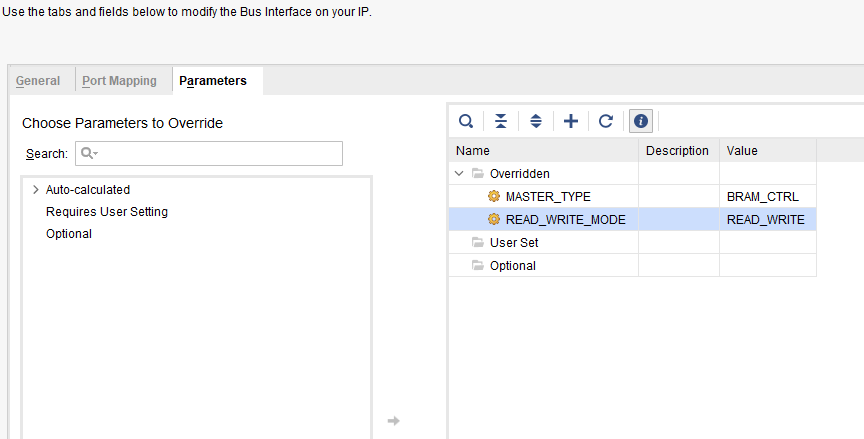 Use the tabs and fields below to modify the Bus Interface on your IP.
General Port Mapping Parameters
Choose Parameters to Override
Search:
Auto-calculated
Requires User Setting
Optional
Name Description Value
Overridden
MASTER_TYPE BRAM_CTRL
READ_WRITE_MODE READ_WRITE
User Set
Optional